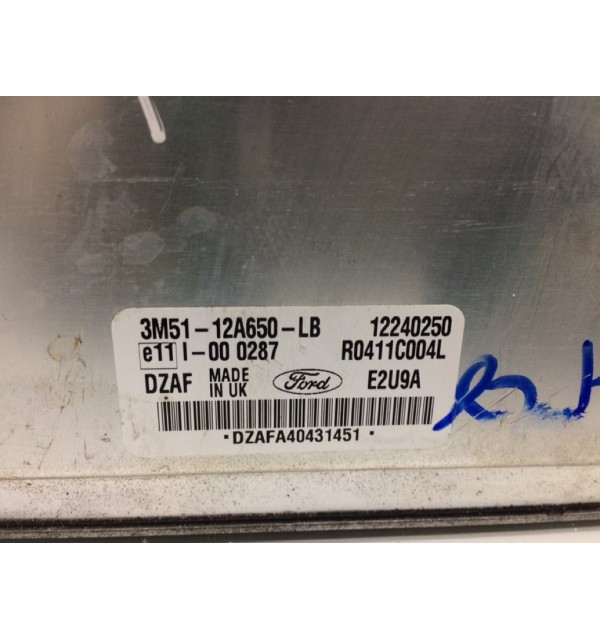 3M51-12A650-LB 12240250
e11 I-00 0287 R0411C004L
DZAF MADE IN UK Ford E2U9A
·DZAFA40431451·